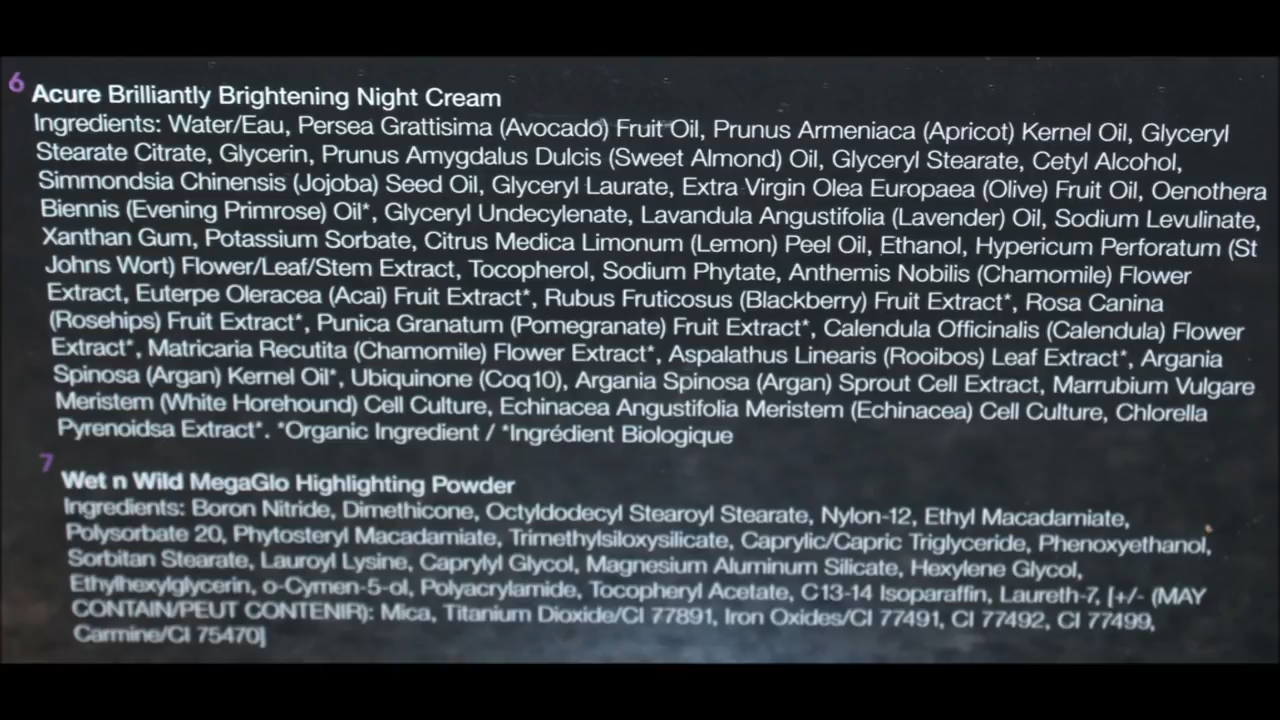 6
Acure Brilliantly Brightening Night Cream
Ingredients: Water/Eau, Persea Grattisima (Avocado) Fruit Oil, Prunus Armeniaca (Apricot) Kernel Oil, Glyceryl
Stearate Citrate, Glycerin, Prunus Amygdalus Dulcis (Sweet Almond) Oil, Glyceryl Stearate, Cetyl Alcohol,
Simmondsia Chinensis (Jojoba) Seed Oil, Glyceryl Laurate, Extra Virgin Olea Europaea (Olive) Fruit Oil, Oenothera
Biennis (Evening Primrose) Oil*, Glyceryl Undecylenate, Lavandula Angustifolia (Lavender) Oil, Sodium Levulinate,
Xanthan Gum, Potassium Sorbate, Citrus Medica Limonum (Lemon) Peel Oil, Ethanol, Hypericum Perforatum (St
Johns Wort) Flower/Leaf/Stem Extract, Tocopherol, Sodium Phytate, Anthemis Nobilis (Chamomile) Flower
Extract, Euterpe Oleracea (Acai) Fruit Extract*, Rubus Fruticosus (Blackberry) Fruit Extract*, Rosa Canina
(Rosehips) Fruit Extract*, Punica Granatum (Pomegranate) Fruit Extract*, Calendula Officinalis (Calendula) Flower
Extract*, Matricaria Recutita (Chamomile) Flower Extract*, Aspalathus Linearis (Rooibos) Leaf Extract*, Argania
Spinosa (Argan) Kernel Oil*, Ubiquinone (Coq10), Argania Spinosa (Argan) Sprout Cell Extract, Marrubium Vulgare
Meristem (White Horehound) Cell Culture, Echinacea Angustifolia Meristem (Echinacea) Cell Culture, Chlorella
Pyrenoidsa Extract*. *Organic Ingredient / *Ingrédient Biologique
7
Wet n Wild MegaGlo Highlighting Powder
Ingredients: Boron Nitride, Dimethicone, Octyldodecyl Stearoyl Stearate, Nylon-12, Ethyl Macadamiate,
Polysorbate 20, Phytosteryl Macadamiate, Trimethylsiloxysilicate, Caprylic/Capric Triglyceride, Phenoxyethanol,
Sorbitan Stearate, Lauroyl Lysine, Caprylyl Glycol, Magnesium Aluminum Silicate, Hexylene Glycol,
Ethylhexylglycerin, o-Cymen-5-ol, Polyacrylamide, Tocopheryl Acetate, C13-14 Isoparaffin, Laureth-7, [+/- (MAY
CONTAIN/PEUT CONTENIR): Mica, Titanium Dioxide/CI 77891, Iron Oxides/CI 77491, CI 77492, CI 77499,
Carmine/CI 75470]